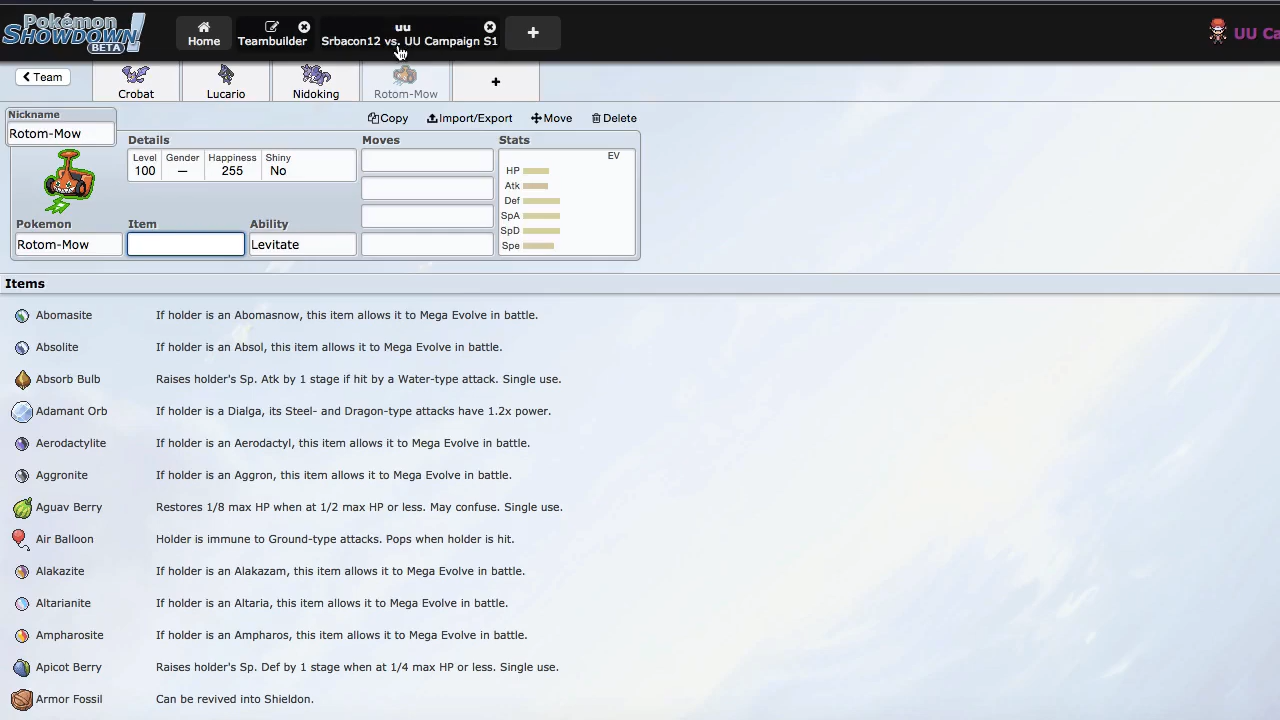 Pokémon
SHOWDOWN!
BETA
Home
Teambuilder
uu
Srbacon12 vs. UU Campaign S1
+
UU Ca
Team
Crobat
Lucario
Nidoking
Rotom-Mow
+
Copy
Import/Export
Move
Delete
Nickname
Rotom-Mow
Details
Level
100
Gender
—
Happiness
255
Shiny
No
Moves
Stats
EV
HP
Atk
Def
SpA
SpD
Spe
Pokemon
Rotom-Mow
Item
Ability
Levitate
Items
Abomasite If holder is an Abomasnow, this item allows it to Mega Evolve in battle.
Absolite If holder is an Absol, this item allows it to Mega Evolve in battle.
Absorb Bulb Raises holder's Sp. Atk by 1 stage if hit by a Water-type attack. Single use.
Adamant Orb If holder is a Dialga, its Steel- and Dragon-type attacks have 1.2x power.
Aerodactylite If holder is an Aerodactyl, this item allows it to Mega Evolve in battle.
Aggronite If holder is an Aggron, this item allows it to Mega Evolve in battle.
Aguav Berry Restores 1/8 max HP when at 1/2 max HP or less. May confuse. Single use.
Air Balloon Holder is immune to Ground-type attacks. Pops when holder is hit.
Alakazite If holder is an Alakazam, this item allows it to Mega Evolve in battle.
Altarianite If holder is an Altaria, this item allows it to Mega Evolve in battle.
Ampharosite If holder is an Ampharos, this item allows it to Mega Evolve in battle.
Apicot Berry Raises holder's Sp. Def by 1 stage when at 1/4 max HP or less. Single use.
Armor Fossil Can be revived into Shieldon.